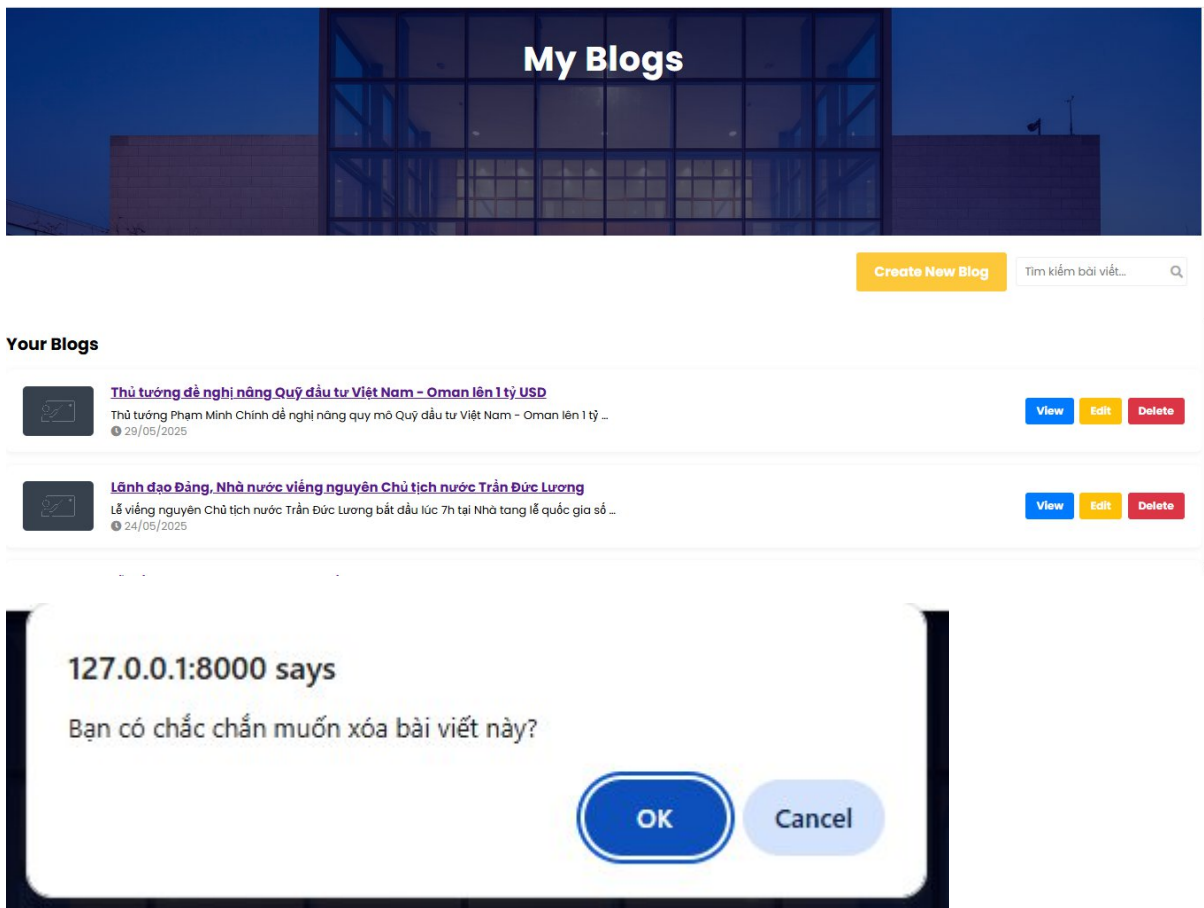 My Blogs
Create New Blog
Tìm kiếm bài viết...
Your Blogs
Thủ tướng đề nghị nâng Quỹ đầu tư Việt Nam - Oman lên 1 tỷ USD
Thủ tướng Phạm Minh Chính đề nghị nâng quy mô Quỹ đầu tư Việt Nam - Oman lên 1 tỷ ...
29/05/2025
View Edit Delete
Lãnh đạo Đảng, Nhà nước viếng nguyên Chủ tịch nước Trần Đức Lương
Lễ viếng nguyên Chủ tịch nước Trần Đức Lương bắt đầu lúc 7h tại Nhà tang lễ quốc gia số ...
24/05/2025
View Edit Delete
127.0.0.1:8000 says
Bạn có chắc chắn muốn xóa bài viết này?
OK Cancel